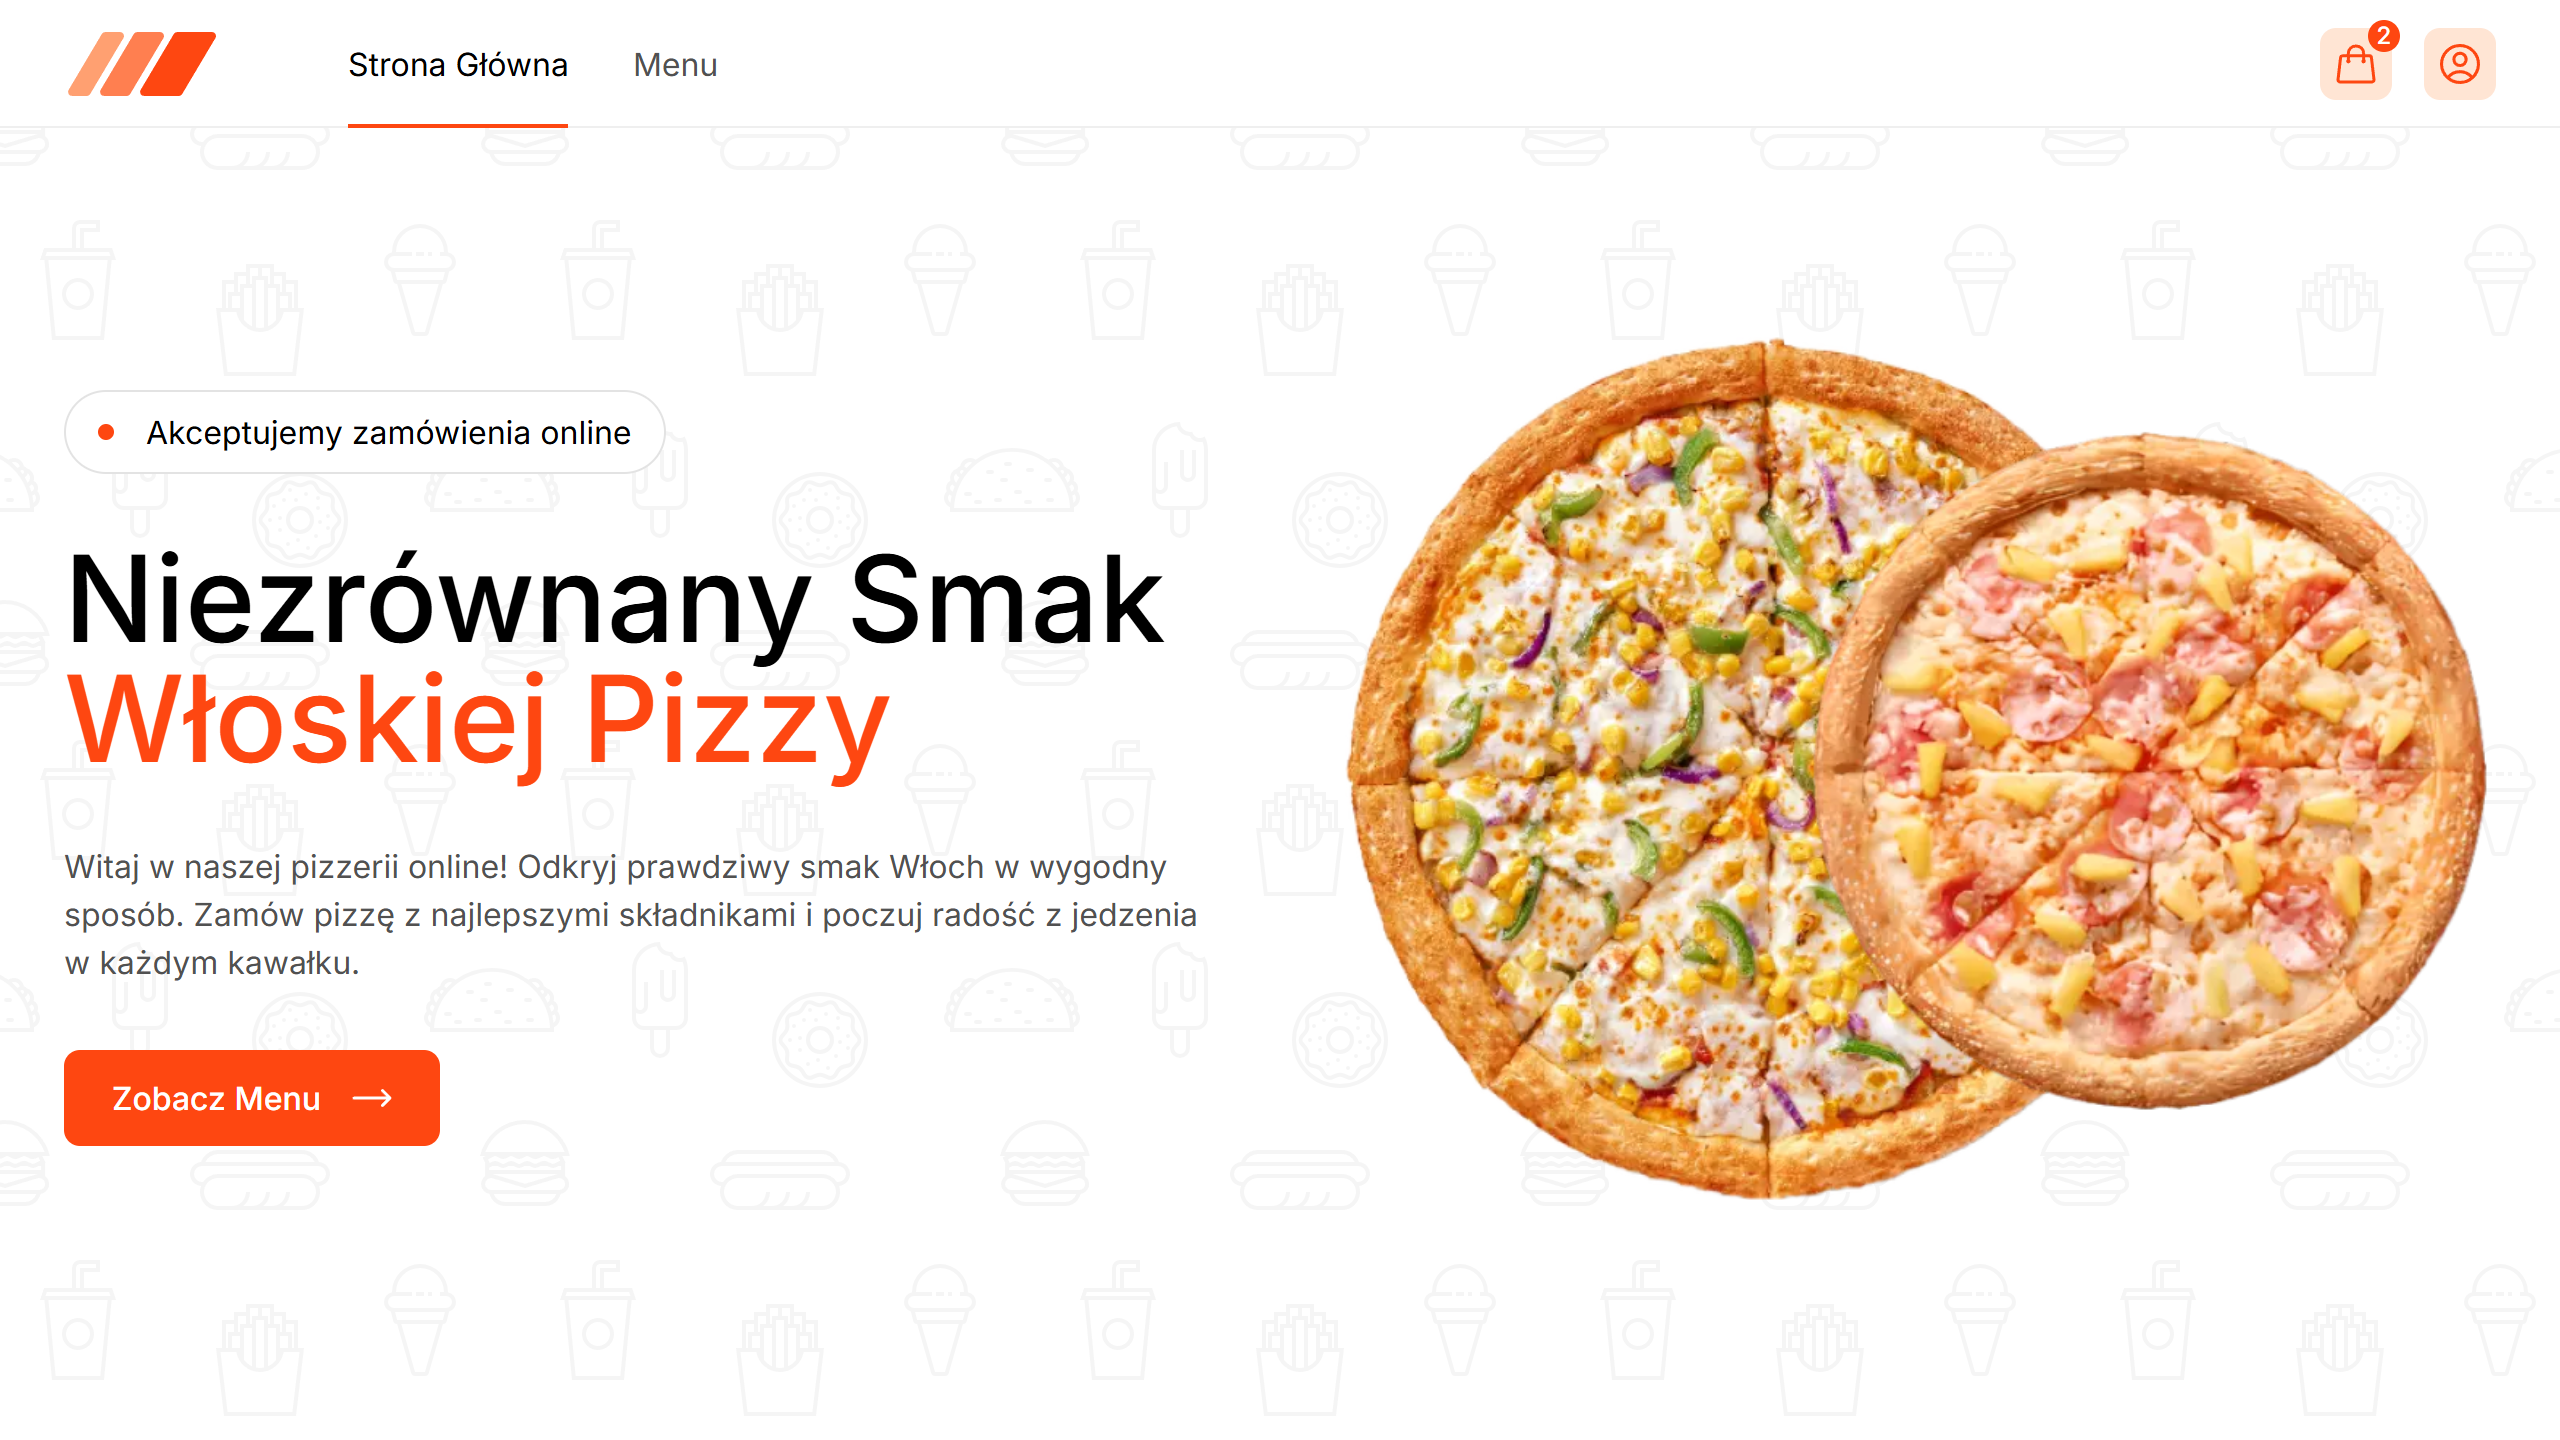 Strona Główna
Menu
2
Akceptujemy zamówienia online
Niezrównany Smak
Włoskiej Pizzy
Witaj w naszej pizzerii online! Odkryj prawdziwy smak Włoch w wygodny
sposób. Zamów pizzę z najlepszymi składnikami i poczuj radość z jedzenia
w każdym kawałku.
Zobacz Menu